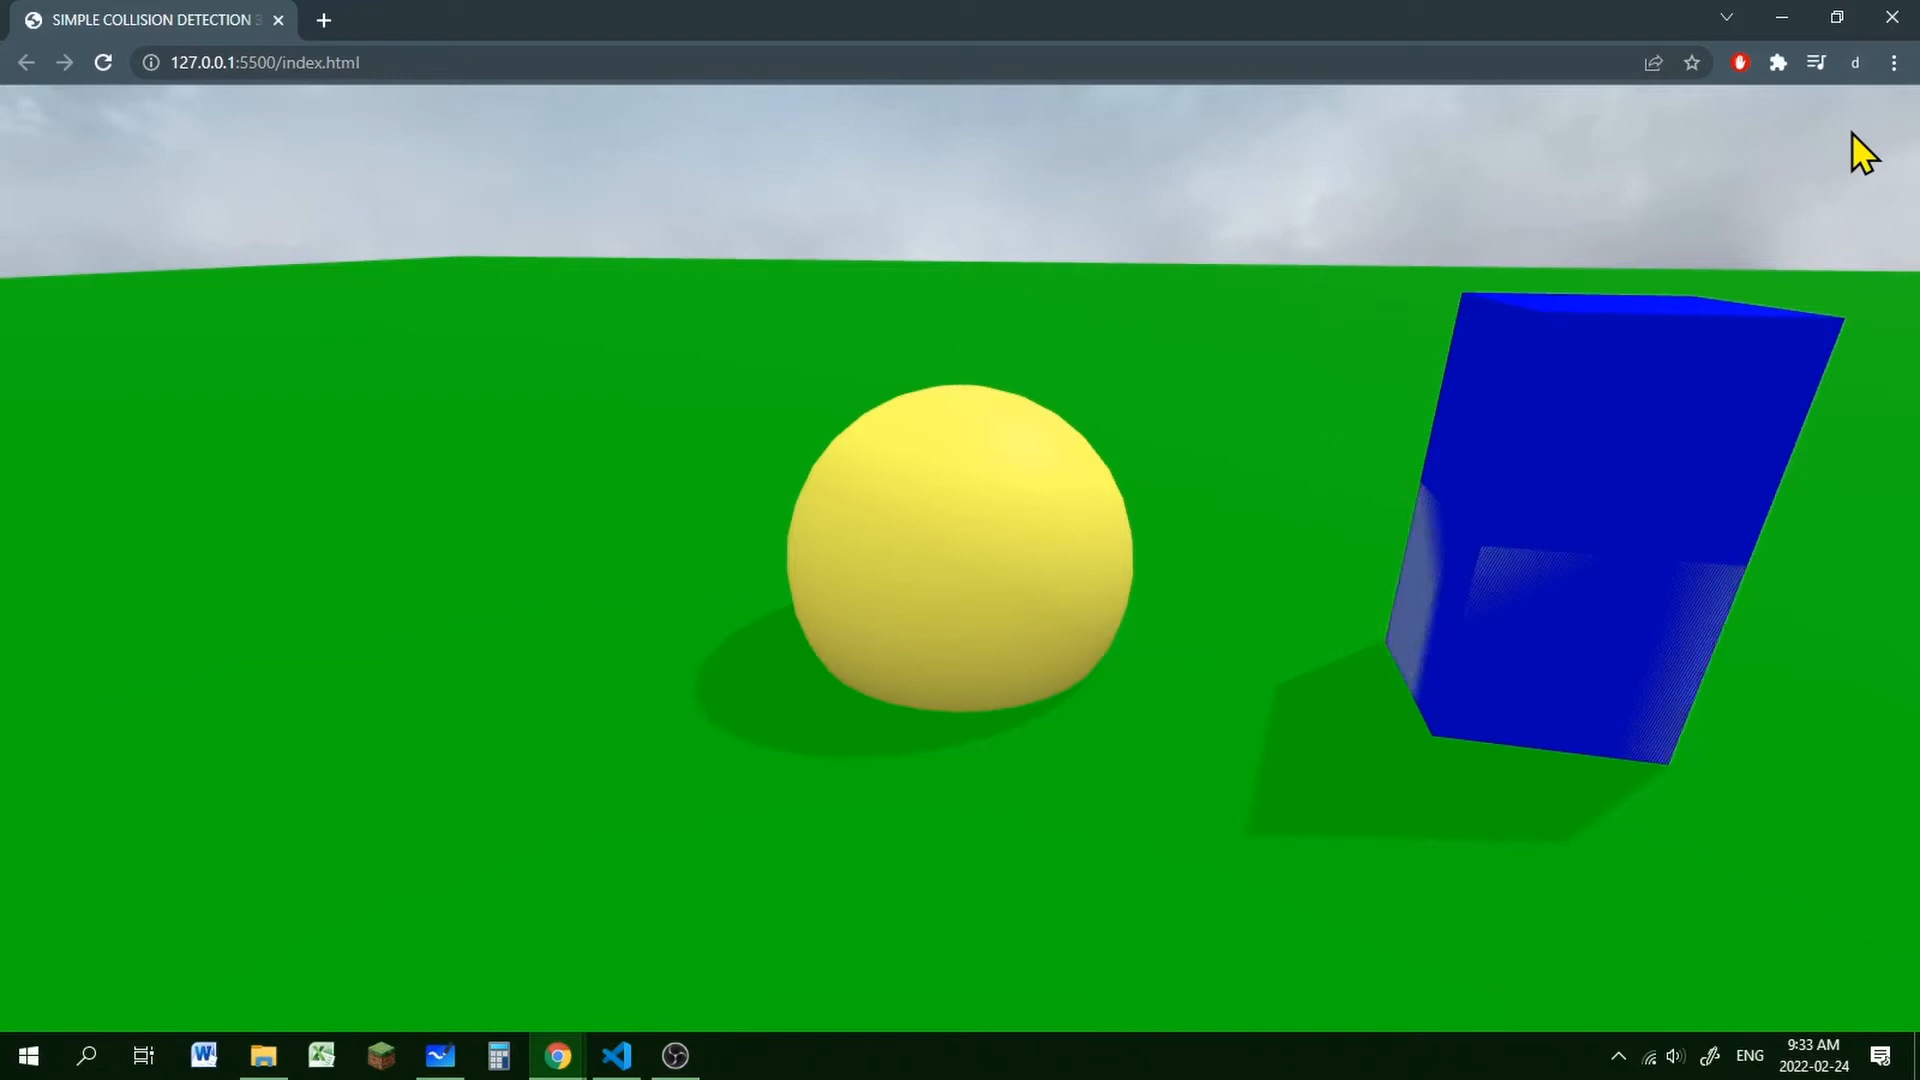 SIMPLE COLLISION DETECTION
127.0.0.1:5500/index.html
d
ENG
9:33 AM
2022-02-24